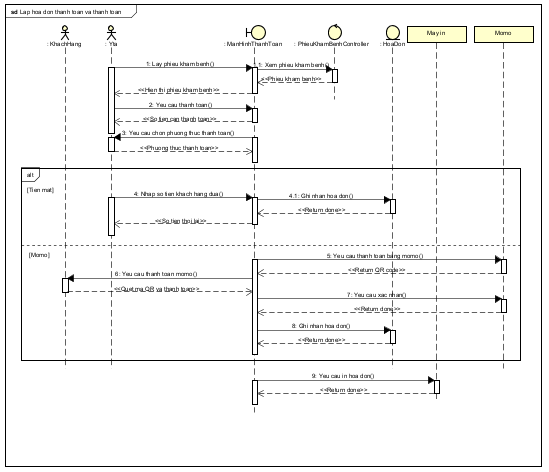 sd Lap hoa don thanh toan va thanh toan
: KhachHang
: Yta
: ManHinhThanhToan
: PhieuKhamBenhController
: HoaDon
May in
Momo
1: Lay phieu kham benh()
1: Xem phieu kham benh()
<<Phieu kham benh>>
<<Hien thi phieu kham benh>>
2: Yeu cau thanh toan()
<<So tien can thanh toan>>
3: Yeu cau chon phuong thuc thanh toan()
<<Phuong thuc thanh toan>>
alt
[Tien mat]
4: Nhap so tien khach hang dua()
4.1: Ghi nhan hoa don()
<<Return done>>
<<So tien thoi lai>>
[Momo]
5: Yeu cau thanh toan bang momo()
<<Return QR code>>
6: Yeu cau thanh toan momo()
<<Quet ma QR va thanh toan>>
7: Yeu cau xac nhan()
<<Return done>>
8: Ghi nhan hoa don()
<<Return done>>
9: Yeu cau in hoa don()
<<Return done>>